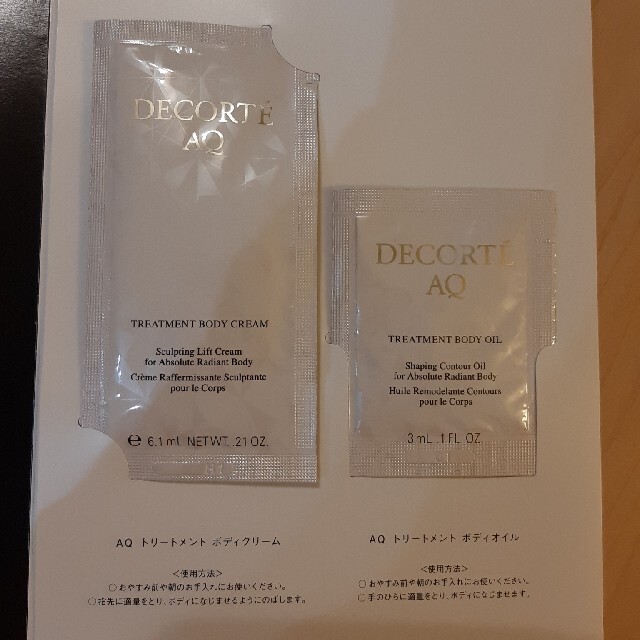 DECORTÉ
AQ
TREATMENT BODY CREAM
Sculpting Lift Cream
for Absolute Radiant Body
Crème Raffermissante Sculptante
pour le Corps
℮ 6.1 mL NETWT. .21 OZ.
DECORTÉ
AQ
TREATMENT BODY OIL
Shaping Contour Oil
for Absolute Radiant Body
Huile Remodelante Contours
pour le Corps
3 mL .1 FL. OZ.
AQ トリートメント ボディクリーム
<使用方法>
○おやすみ前や朝のお手入れにお使いください。
○指先に適量をとり、ボディになじませるようにのばします。
AQ トリートメント ボディオイル
<使用方法>
○おやすみ前や朝のお手入れにお使いください。
○手のひらに適量をとり、ボディになじませます。